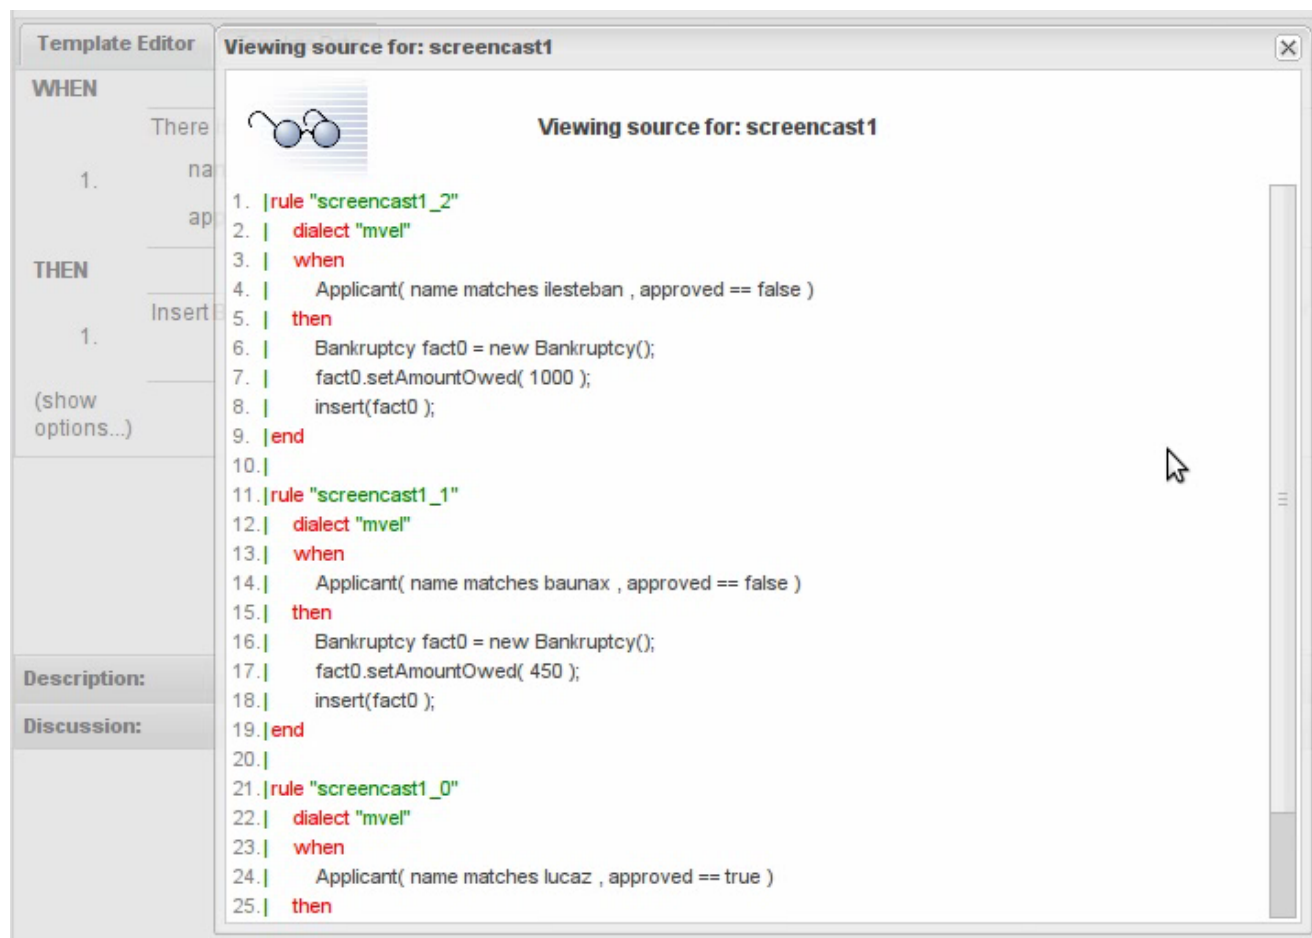 Template Editor
Viewing source for: screencast1
WHEN
There
1.
THEN
Insert
1.
(show
options...)
Description:
Discussion:
Viewing source for: screencast1
1. |rule "screencast1_2"
2. | dialect "mvel"
3. | when
4. | Applicant( name matches ilesteban , approved == false )
5. | then
6. | Bankruptcy fact0 = new Bankruptcy();
7. | fact0.setAmountOwed( 1000 );
8. | insert(fact0 );
9. |end
10.|
11.|rule "screencast1_1"
12.| dialect "mvel"
13.| when
14.| Applicant( name matches baunax , approved == false )
15.| then
16.| Bankruptcy fact0 = new Bankruptcy();
17.| fact0.setAmountOwed( 450 );
18.| insert(fact0 );
19.|end
20.|
21.|rule "screencast1_0"
22.| dialect "mvel"
23.| when
24.| Applicant( name matches lucaz , approved == true )
25.| then